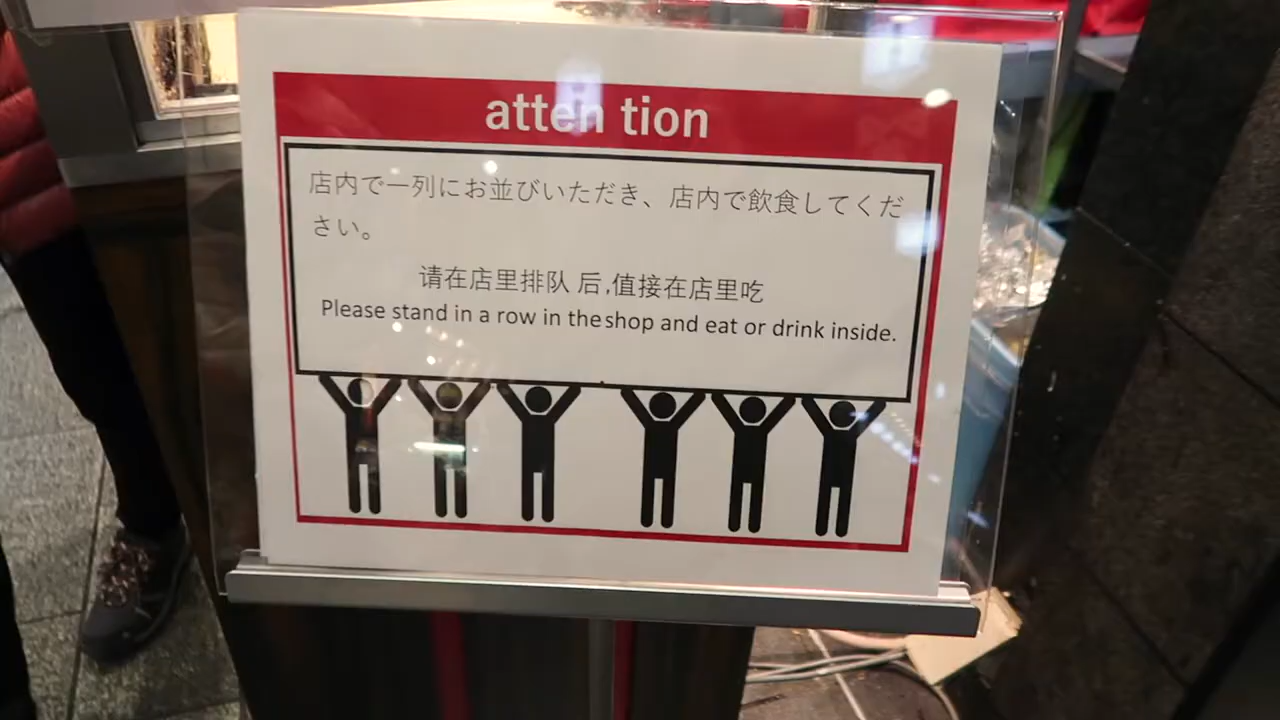 atten tion
店内で一列にお並びいただき、店内で飲食してくだ
さい。
请在店里排队 后,值接在店里吃
Please stand in a row in the shop and eat or drink inside.